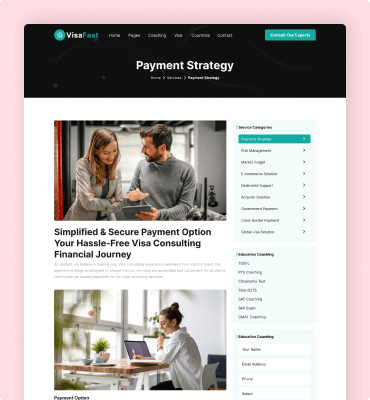 VisaFast
Home Pages Coaching Visa Countries Contact
Consult Our Experts
Payment Strategy
Home > Services > Payment Strategy
Service Categories
Payment Strategy
Risk Management
Market Insight
E-commerce Solution
Dedicated Support
Acquirer Solution
Government Payment
Cross Border Payment
Global visa Solution
Simplified & Secure Payment Option
Your Hassle-Free Visa Consulting
Financial Journey
Education Coaching
TOEFL
PTE Coaching
Citizenship Test
Take IELTS
SAT Coaching
SAR Exam
GMAT Coaching
Education Coaching
Your Name
Email Address
Phone
Select
Payment Option